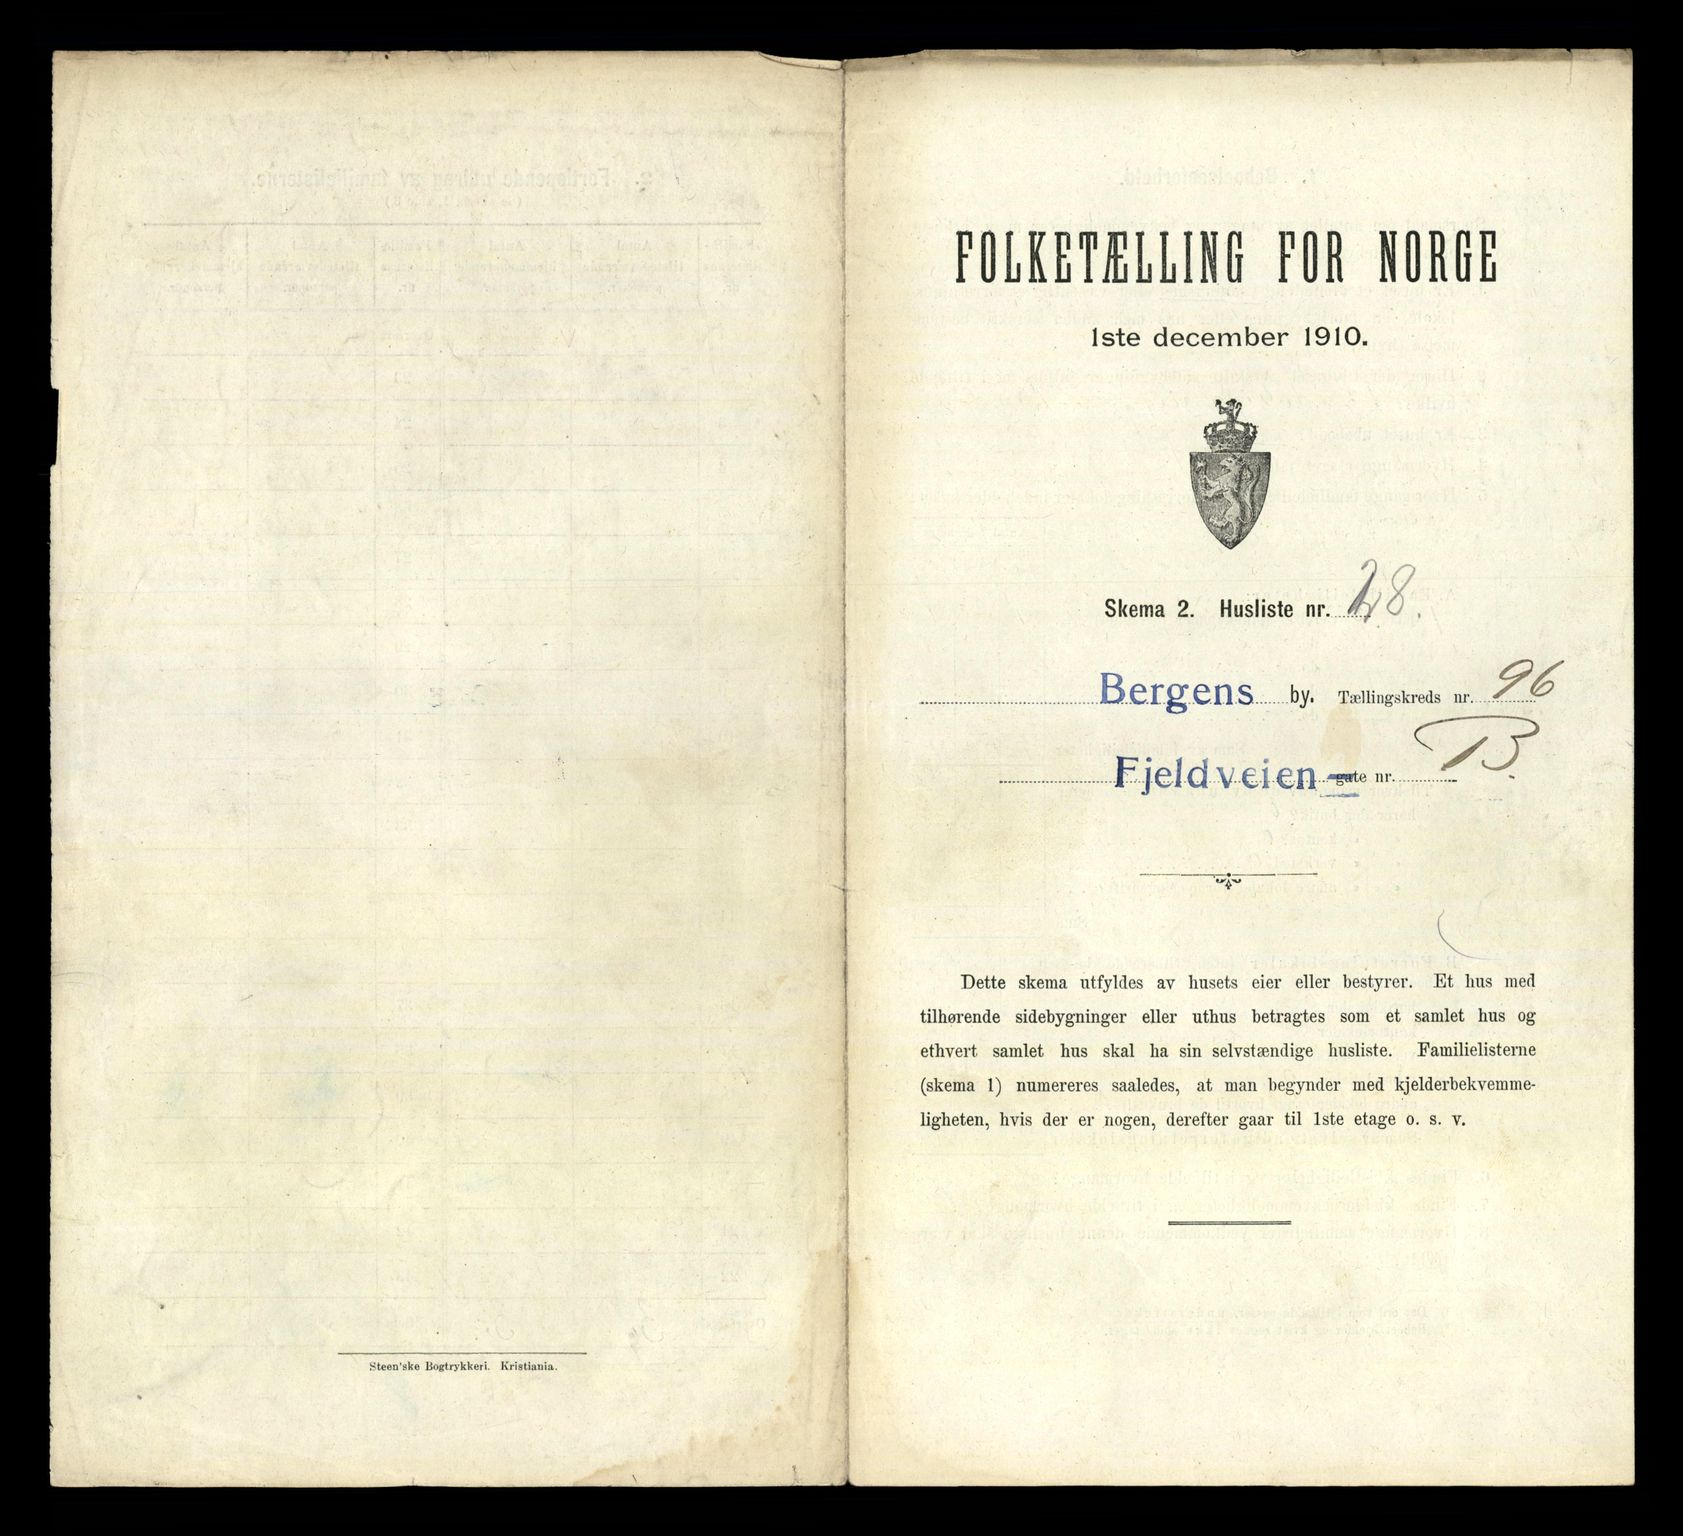 FOLKETÆLLING FOR NORGE
1ste december 1910.
Skema 2. Husliste nr. 28.
Bergens by. Tællingskreds nr. 96
Fjeldveien gate nr. B.
Dette skema utfyldes av husets eier eller bestyrer. Et hus med
tilhørende sidebygninger eller uthus betragtes som et samlet hus og
ethvert samlet hus skal ha sin selvstændige husliste. Familielisterne
(skema 1) numereres saaledes, at man begynder med kjelderbekvemme-
ligheten, hvis der er nogen, derefter gaar til 1ste etage o. s. v.
Steen'ske Bogtrykkeri. Kristiania.